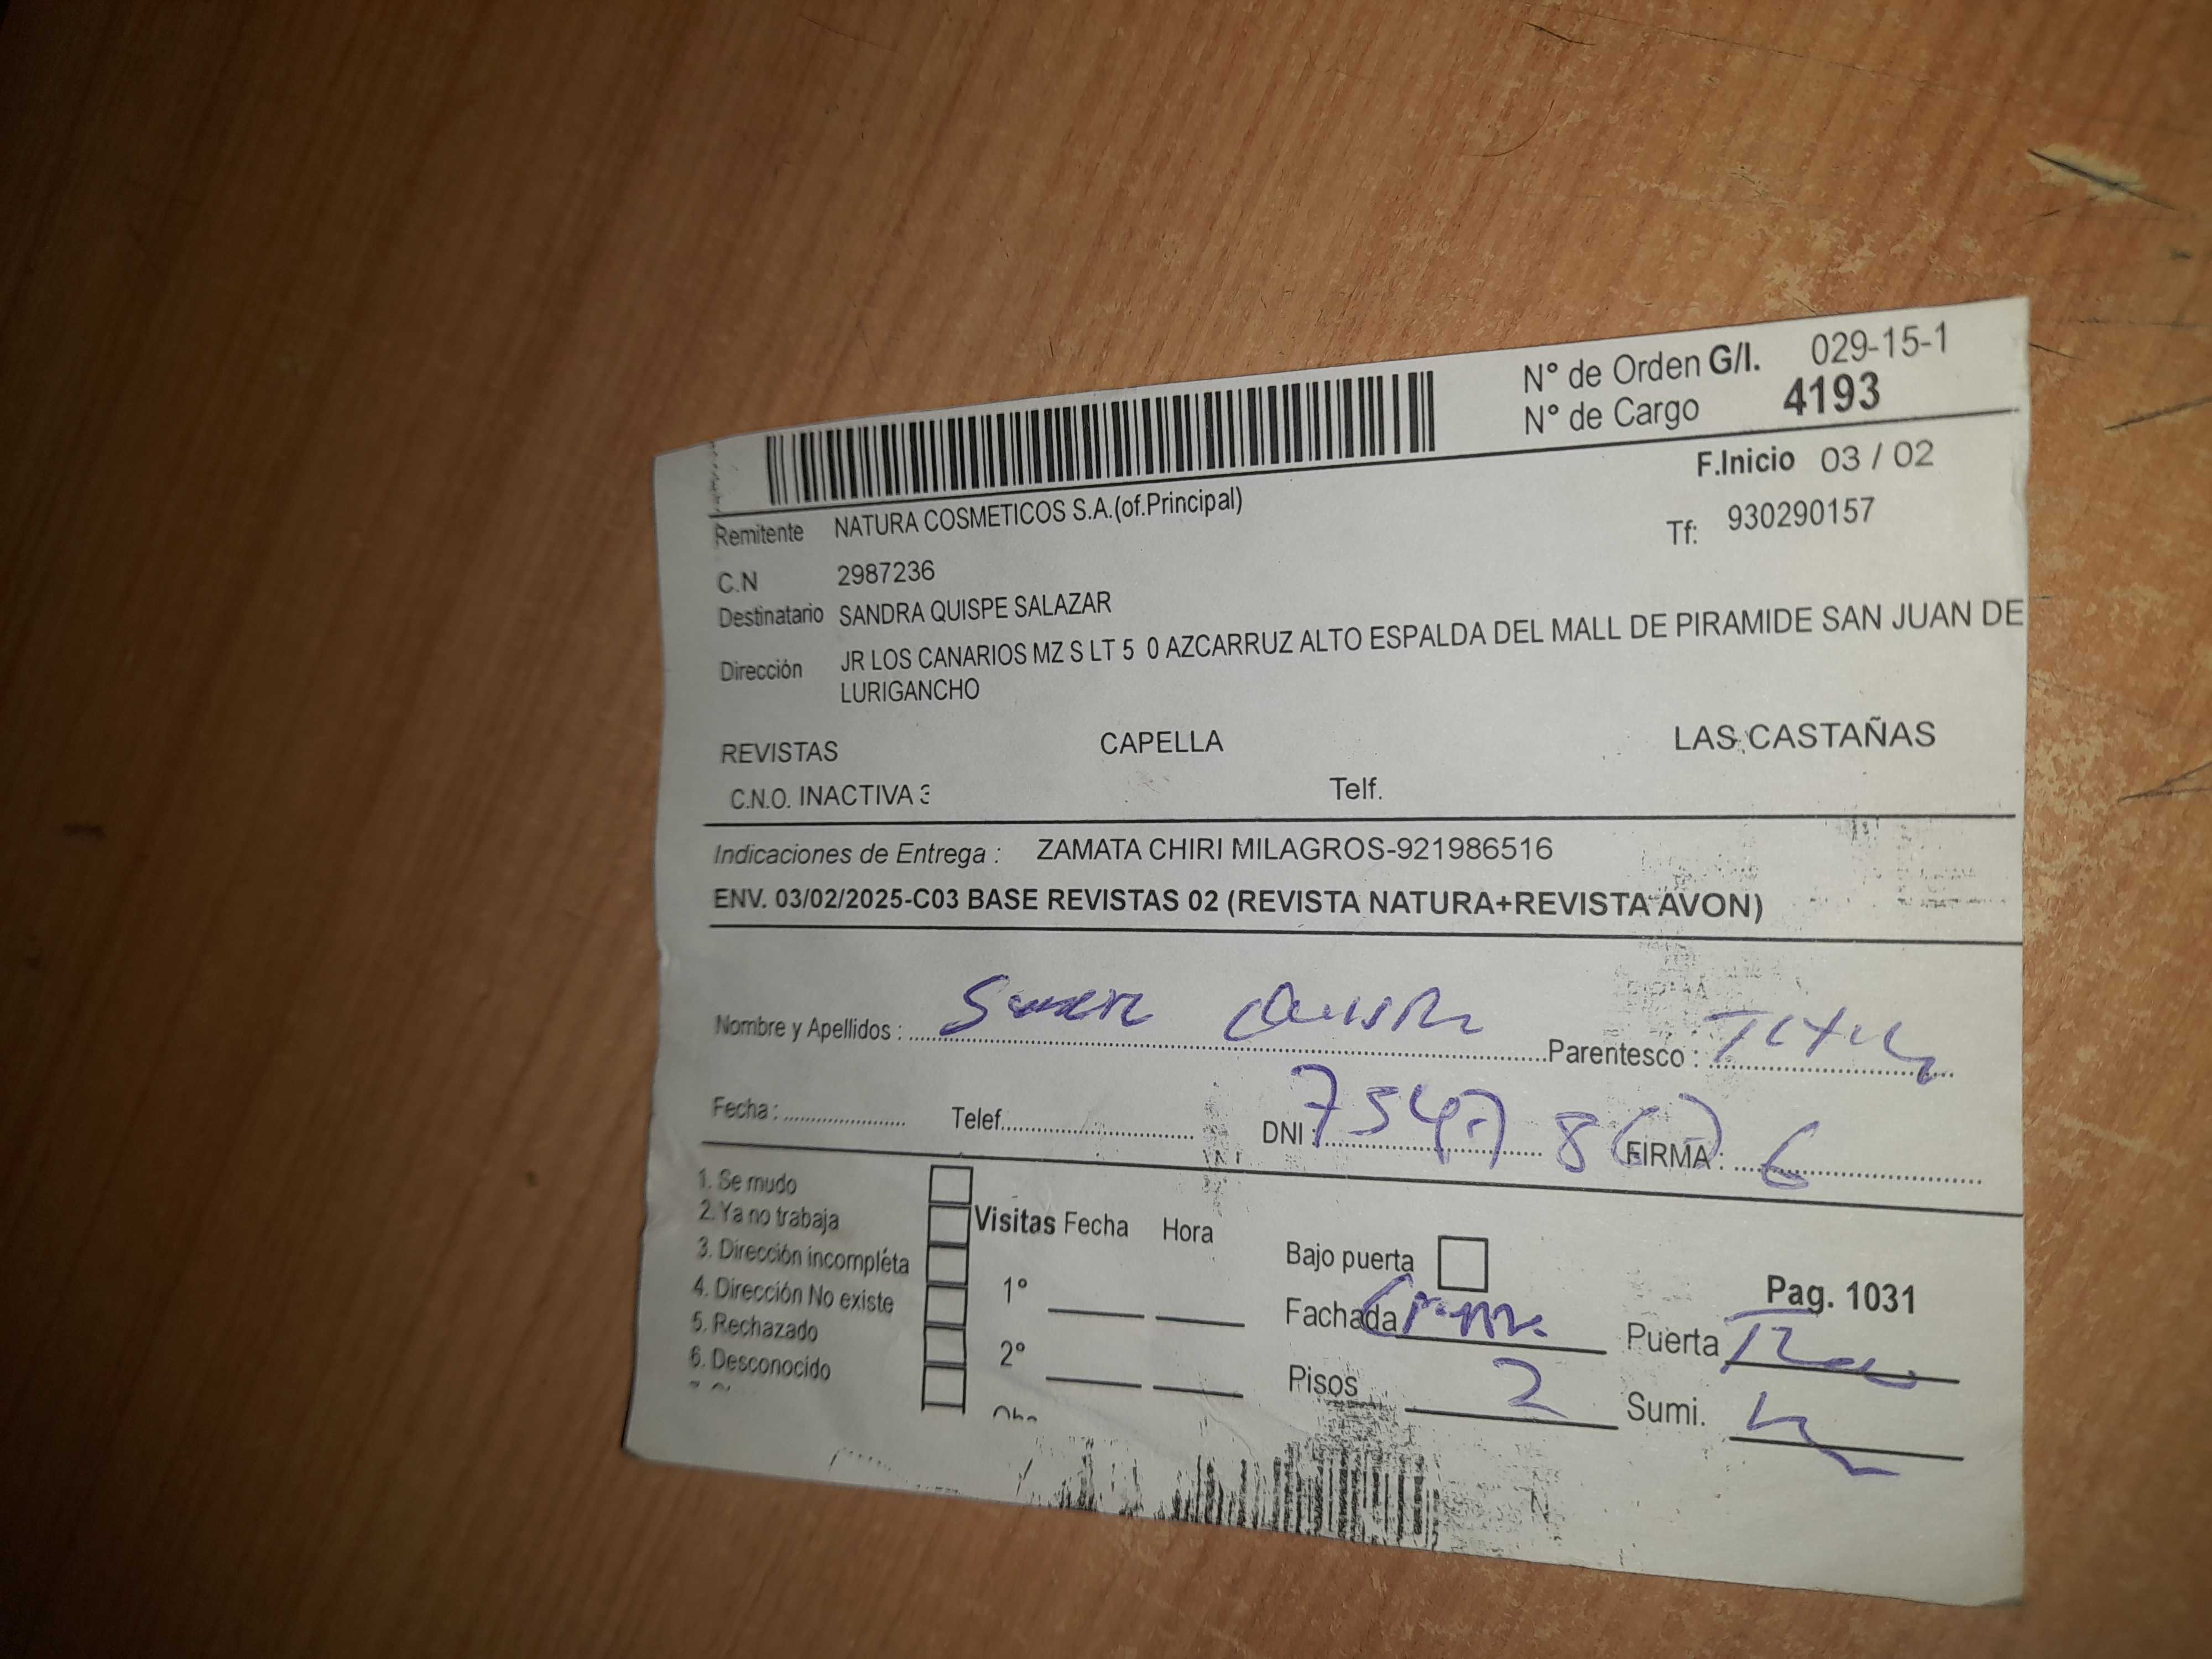 N° de Orden G/I. 029-15-1
N° de Cargo 4193
F.Inicio 03 / 02
Remitente NATURA COSMETICOS S.A.(of.Principal)
Tf: 930290157
C.N 2987236
Destinatario SANDRA QUISPE SALAZAR
Dirección JR LOS CANARIOS MZ S LT 5 0 AZCARRUZ ALTO ESPALDA DEL MALL DE PIRAMIDE SAN JUAN DE
LURIGANCHO
REVISTAS CAPELLA LAS CASTAÑAS
C.N.O. INACTIVA 3 Telf.
Indicaciones de Entrega : ZAMATA CHIRI MILAGROS-921986516
ENV. 03/02/2025-C03 BASE REVISTAS 02 (REVISTA NATURA+REVISTA AVON)
Nombre y Apellidos : Parentesco :
Fecha : Telef. DNI : FIRMA :
1. Se mudo
2. Ya no trabaja
3. Dirección incompleta
4. Dirección No existe
5. Rechazado
6. Desconocido
Visitas Fecha Hora
1°
2°
Bajo puerta
Pag. 1031
Fachada Puerta
Pisos 2 Sumi.